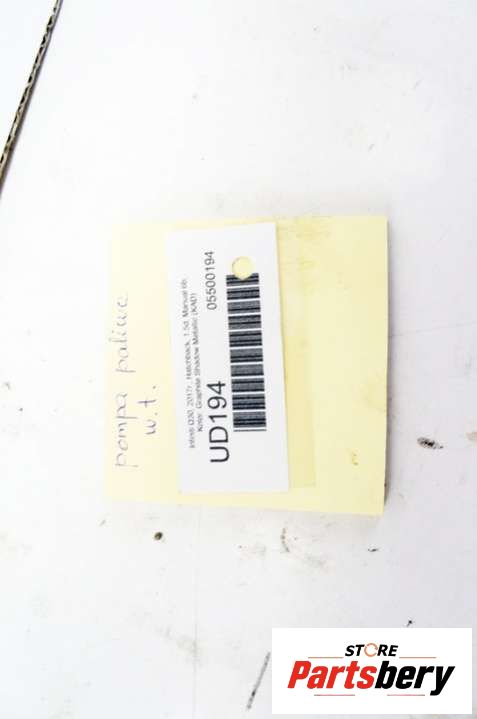 pompa paliwa
w.t.
Infiniti Q30, 2017r., Hatchback, 1.5d, Manual 6b.
Kolor: Graphite Shadow Metallic (KAD)
UD194
05500194
STORE
Partsbery